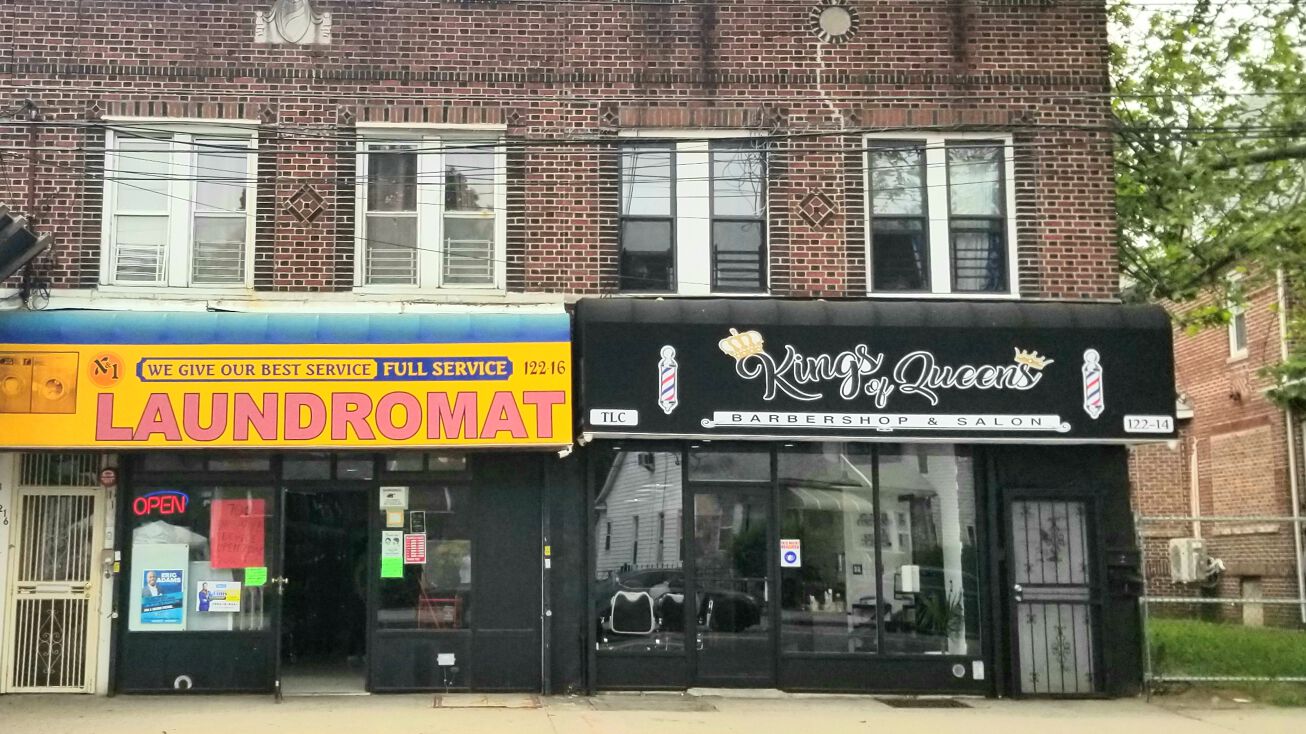 X&1
WE GIVE OUR BEST SERVICE FULL SERVICE 122-16
LAUNDROMAT
Kings of Queens
BARBERSHOP & SALON
TLC
122-14
OPEN
ERIC
ADAMS